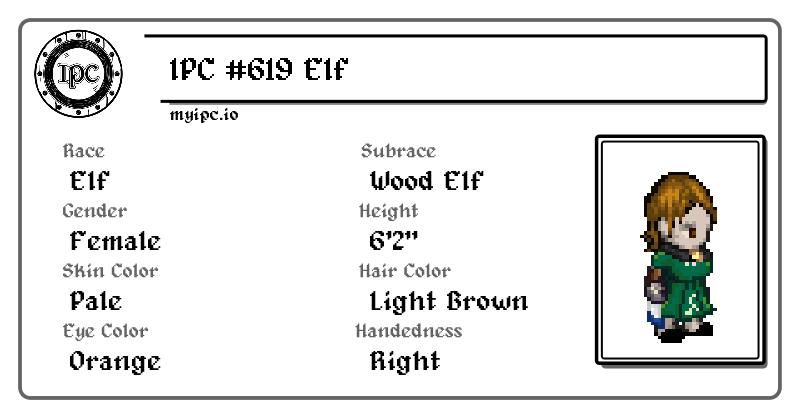 IPC
IPC #619 Elf
myipc.io
Race
Elf
Subrace
Wood Elf
Gender
Female
Height
6'2"
Skin Color
Pale
Hair Color
Light Brown
Eye Color
Orange
Handedness
Right